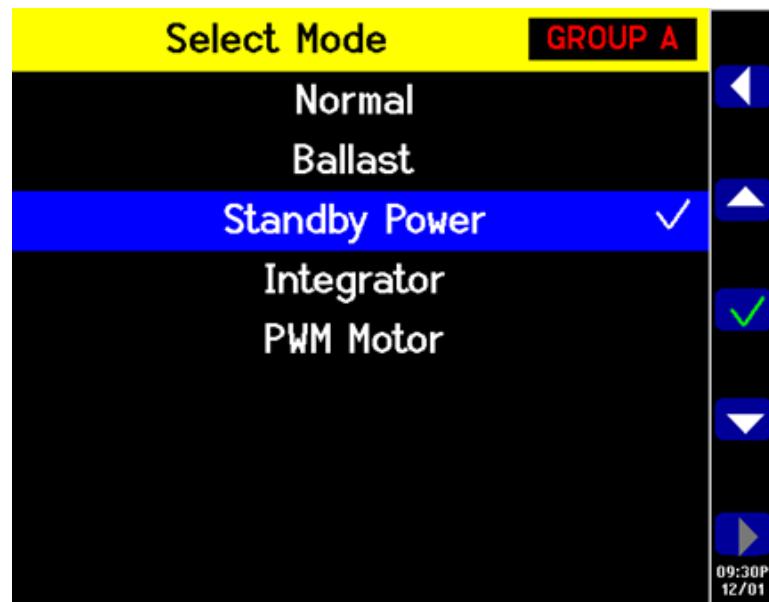 Select Mode GROUP A
Normal
Ballast
Standby Power
Integrator
PWM Motor
09:30P
12/01